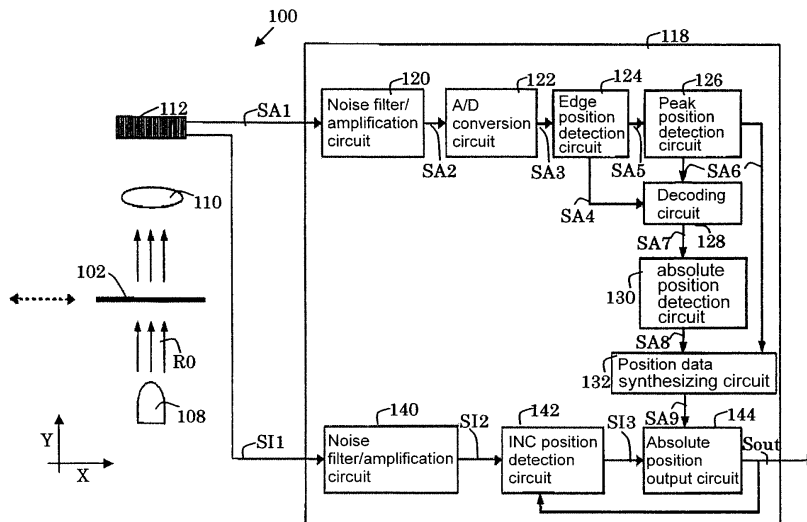 100
118
120
122
124
126
112
SA1
Noise filter/
amplification
circuit
A/D
conversion
circuit
Edge
position
detection
circuit
Peak
position
detection
circuit
SA2
SA3
SA5
SA6
110
SA4
Decoding
circuit
SA7
128
102
130
absolute
position
detection
circuit
R0
SA8
132
Position data
synthesizing circuit
108
140
142
SA9
144
Y
X
SI1
SI2
SI3
Sout
Noise
filter/amplification
circuit
INC position
detection
circuit
Absolute
position
output circuit